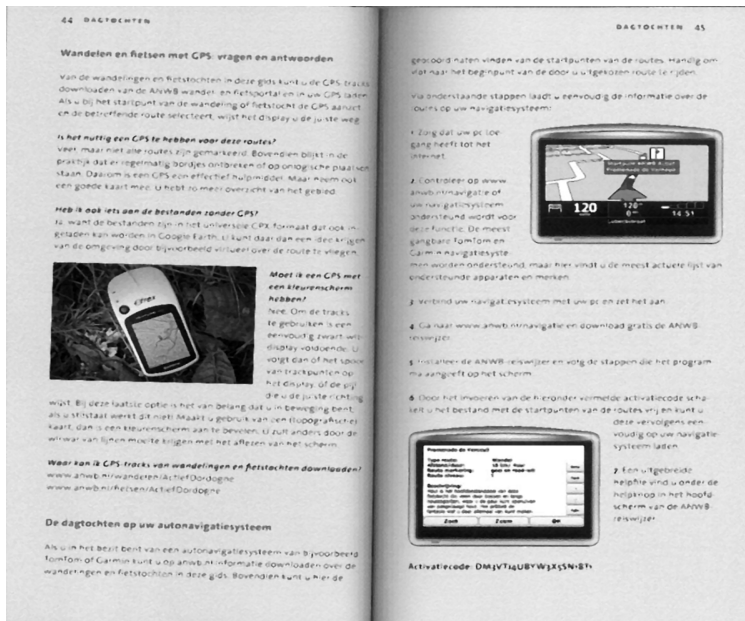 44 DAGTOCHTEN
Wandelen en fietsen met GPS: vragen en antwoorden
Van de wandelingen en fietstochten in deze gids kunt u de GPS-tracks
downloaden van de ANWB wandel- en fietsportal en in uw GPS laden.
Als u bij het startpunt van de wandeling of fietstocht de GPS aanzet
en de betreffende route selecteert, wijst het display u de juiste weg.
Is het nuttig een GPS te hebben voor deze routes?
Veel, maar niet alle routes zijn gemarkeerd. Bovendien blijkt in de
praktijk dat er regelmatig bordjes ontbreken of op onlogische plaatsen
staan. Daarom is een GPS een effectief hulpmiddel. Maar neem ook
een goede kaart mee. U hebt zo meer overzicht van het gebied.
Heb ik ook iets aan de bestanden zonder GPS?
Ja, want de bestanden zijn in het universele GPX-formaat dat ook in-
geladen kan worden in Google Earth. U kunt daar dan een idee krijgen
van de omgeving door bijvoorbeeld virtueel over de route te vliegen.
Moet ik een GPS met
een kleurenscherm
hebben?
Nee. Om de tracks
te gebruiken is een
eenvoudig zwart-wit
display voldoende. U
volgt dan of het spoor
van trackpunten op
het display, of de pijl
die u de juiste richting
wijst. Bij deze laatste optie is het van belang dat u in beweging bent,
als u stilstaat werkt dit niet! Maakt u gebruik van een (topografische)
kaart, dan is een kleurenscherm aan te bevelen. U zult anders door de
wirwar van lijnen moeite krijgen met het aflezen van het scherm.
Waar kan ik GPS-tracks van wandelingen en fietstochten downloaden?
www.anwb.nl/wandelen/ActiefDordogne
www.anwb.nl/fietsen/ActiefDordogne
De dagtochten op uw autonavigatiesysteem
Als u in het bezit bent van een autonavigatiesysteem van bijvoorbeeld
TomTom of Garmin kunt u op anwb.nl informatie downloaden over de
wandelingen en fietstochten in deze gids. Bovendien kunt u hier de
DAGTOCHTEN 45
gecoördinaten vinden van de startpunten van de routes. Handig om
vlot naar het beginpunt van de door u uitgekozen route te rijden.
Via onderstaande stappen laadt u eenvoudig de informatie over de
routes op uw navigatiesysteem:
1. Zorg dat uw pc toe-
gang heeft tot het
internet.
2. Controleer op www.
anwb.nl/navigatie of
uw navigatiesysteem
ondersteund wordt voor
deze functie. De meest
gangbare TomTom en
Garmin navigatiesyste-
men worden ondersteund, maar hier vindt u de meest actuele lijst van
ondersteunde apparaten en merken.
3. Verbind uw navigatiesysteem met uw pc en zet het aan.
4. Ga naar www.anwb.nl/navigatie en download gratis de ANWB-
reiswijzer.
5. Installeer de ANWB-reiswijzer en volg de stappen die het program-
ma aangeeft op het scherm.
6. Door het invoeren van de hieronder vermelde activatiecode scha-
kelt u het bestand met de startpunten van de routes vrij en kunt u
deze vervolgens een-
voudig op uw navigatie-
systeem laden.
7. Een uitgebreide
helpfile vind u onder de
helpknop in het hoofd-
scherm van de ANWB-
reiswijzer.
120
14:51
Type route: Wandel
Beschrijving:
Zoek
Zoom
OK
Activatiecode: DM3VT14U8YW3X5SN18T1